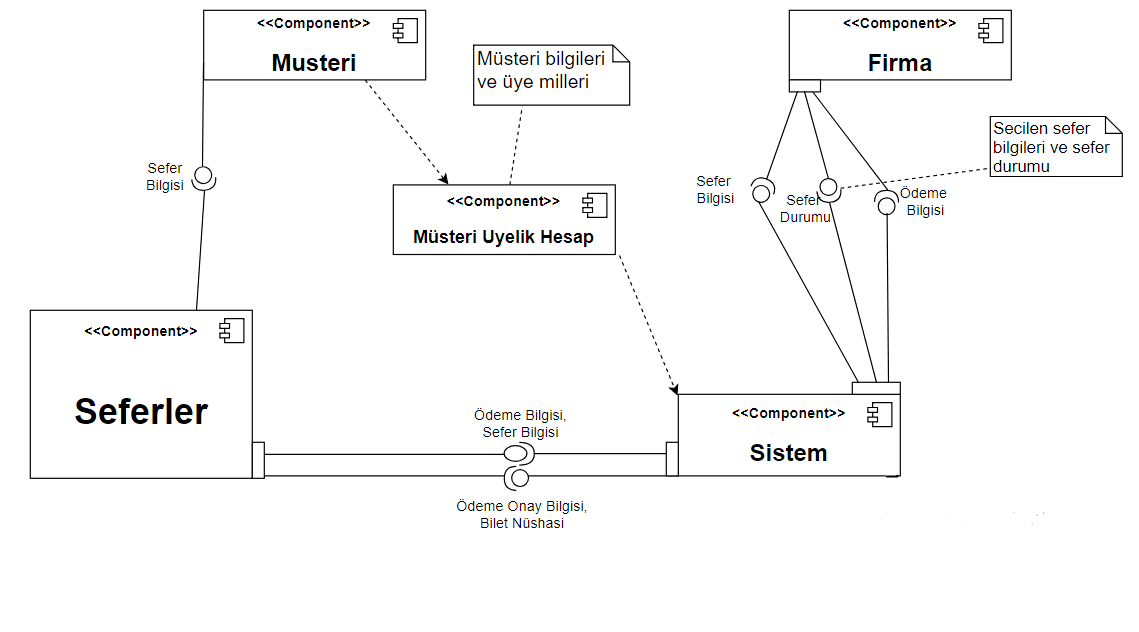 <<Component>>
Musteri
<<Component>>
Firma
Müsteri bilgileri
ve üye milleri
Secilen sefer
bilgileri ve sefer
durumu
Sefer
Bilgisi
Sefer
Bilgisi
Sefer
Durumu
Ödeme
Bilgisi
<<Component>>
Müsteri Uyelik Hesap
<<Component>>
Seferler
Ödeme Bilgisi,
Sefer Bilgisi
<<Component>>
Sistem
Ödeme Onay Bilgisi,
Bilet Nüshasi